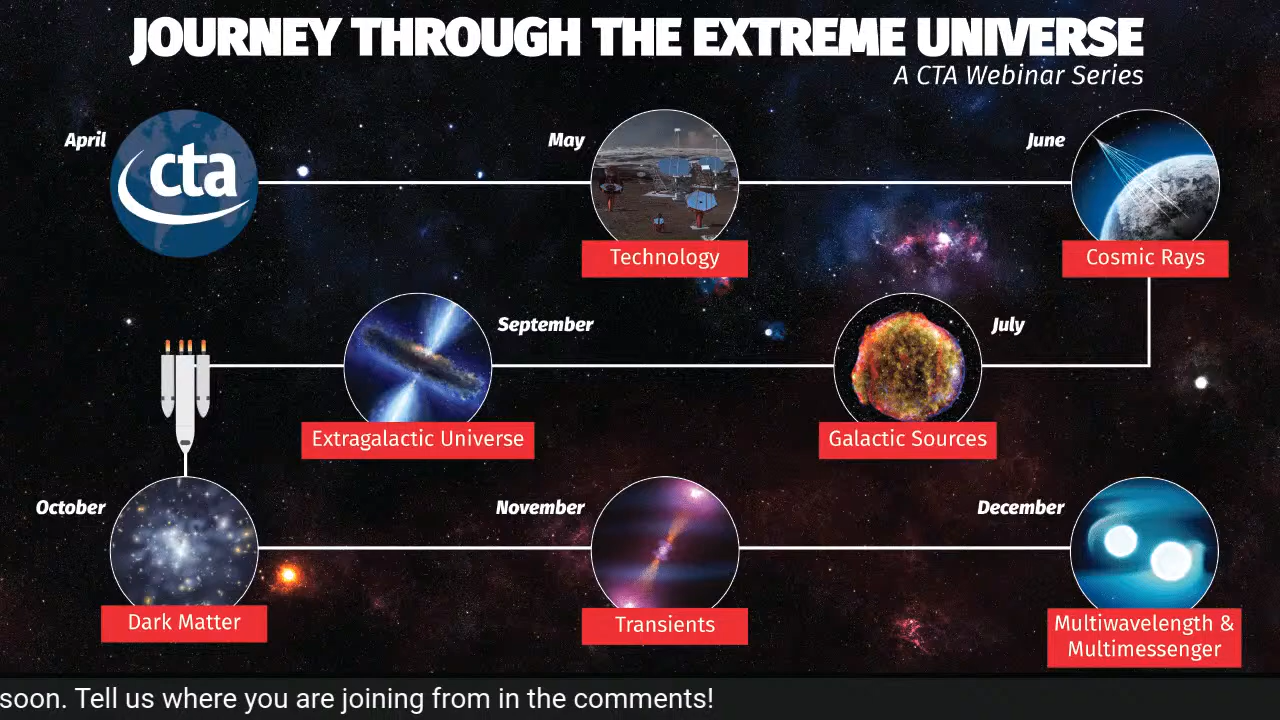 JOURNEY THROUGH THE EXTREME UNIVERSE
A CTA Webinar Series
April
cta
May
Technology
June
Cosmic Rays
September
Extragalactic Universe
July
Galactic Sources
October
Dark Matter
November
Transients
December
Multiwavelength &
Multimessenger
soon. Tell us where you are joining from in the comments!